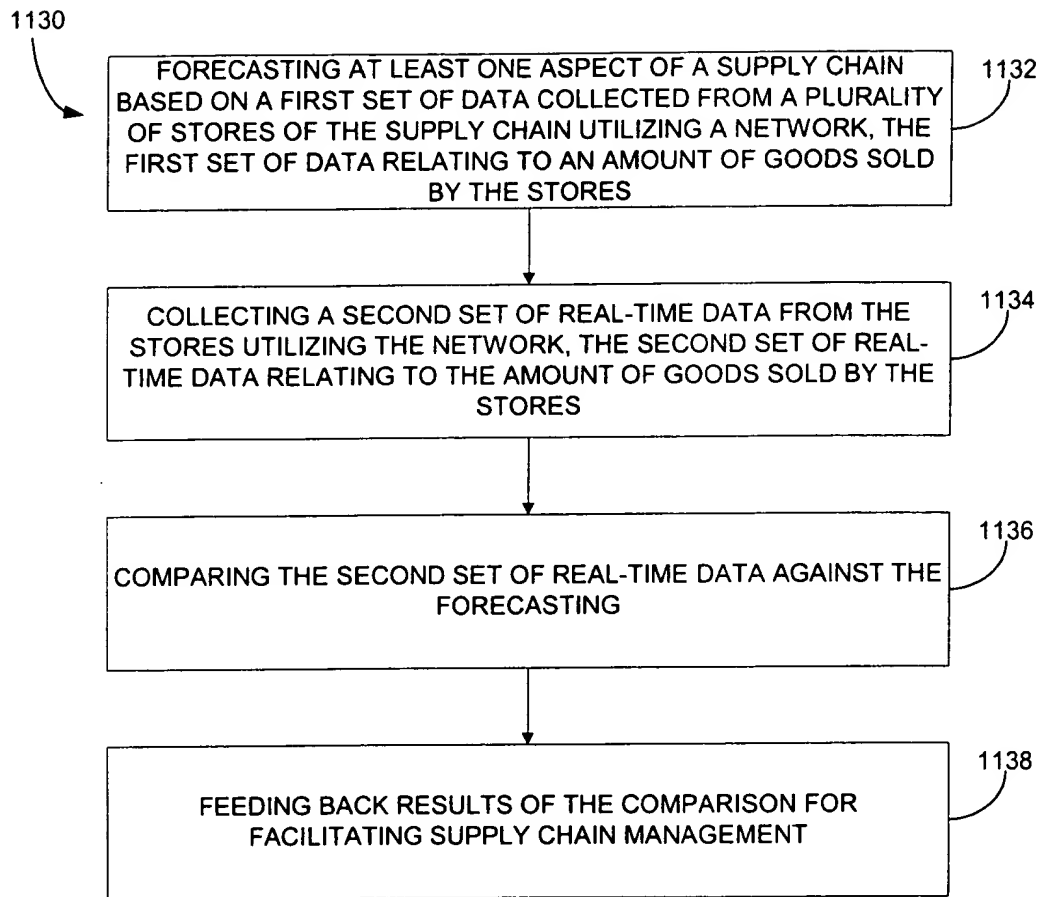 1130
FORECASTING AT LEAST ONE ASPECT OF A SUPPLY CHAIN
BASED ON A FIRST SET OF DATA COLLECTED FROM A PLURALITY
OF STORES OF THE SUPPLY CHAIN UTILIZING A NETWORK, THE
FIRST SET OF DATA RELATING TO AN AMOUNT OF GOODS SOLD
BY THE STORES
1132
COLLECTING A SECOND SET OF REAL-TIME DATA FROM THE
STORES UTILIZING THE NETWORK, THE SECOND SET OF REAL-
TIME DATA RELATING TO THE AMOUNT OF GOODS SOLD BY THE
STORES
1134
COMPARING THE SECOND SET OF REAL-TIME DATA AGAINST THE
FORECASTING
1136
FEEDING BACK RESULTS OF THE COMPARISON FOR
FACILITATING SUPPLY CHAIN MANAGEMENT
1138